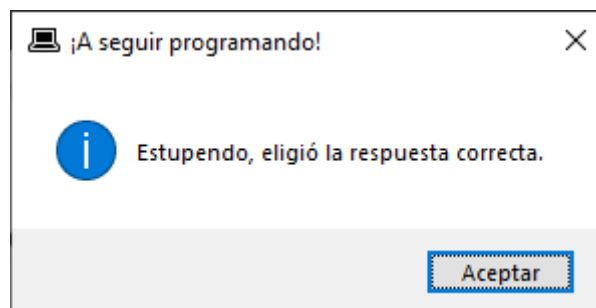 ¡A seguir programando!
Estupendo, eligió la respuesta correcta.
Aceptar